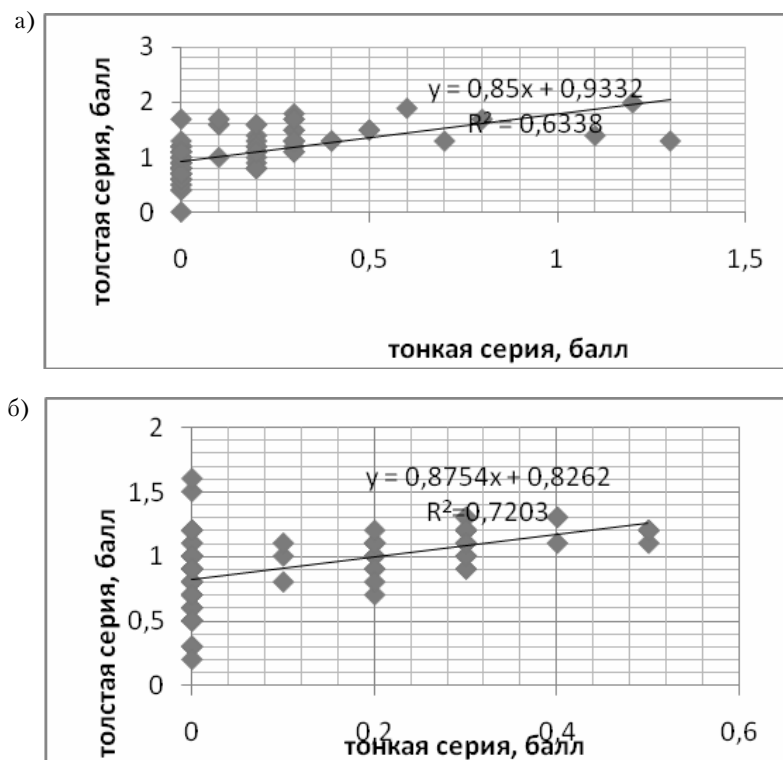 а)
3
2
1
0
толстая серия, балл
y = 0,85x + 0,9332
R² = 0,6338
0 0,5 1 1,5
тонкая серия, балл
б)
2
1,5
1
0,5
0
толстая серия, балл
y = 0,8754x + 0,8262
R²=0,7203
0 0,2 0,4 0,6
тонкая серия, балл